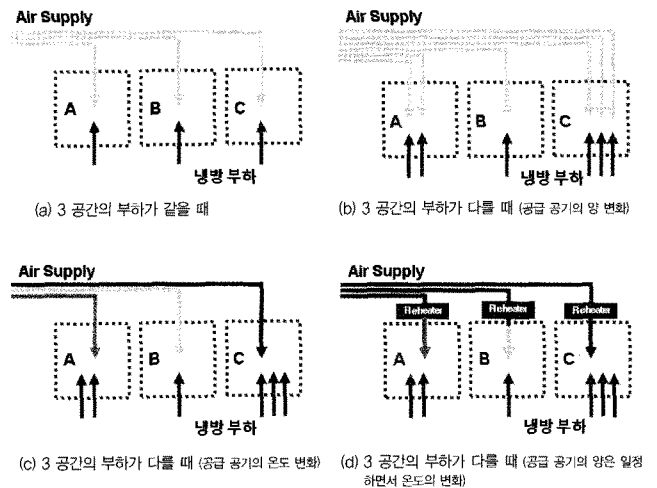 Air Supply
A
B
C
냉방 부하
(a) 3 공간의 부하가 같을 때
Air Supply
A
B
C
냉방 부하
(b) 3 공간의 부하가 다를 때 (공급 공기의 양 변화)
Air Supply
A
B
C
냉방 부하
(c) 3 공간의 부하가 다를 때 (공급 공기의 온도 변화)
Air Supply
Reheater
Reheater
Reheater
A
B
C
냉방 부하
(d) 3 공간의 부하가 다를 때 (공급 공기의 양은 일정
하면서 온도의 변화)